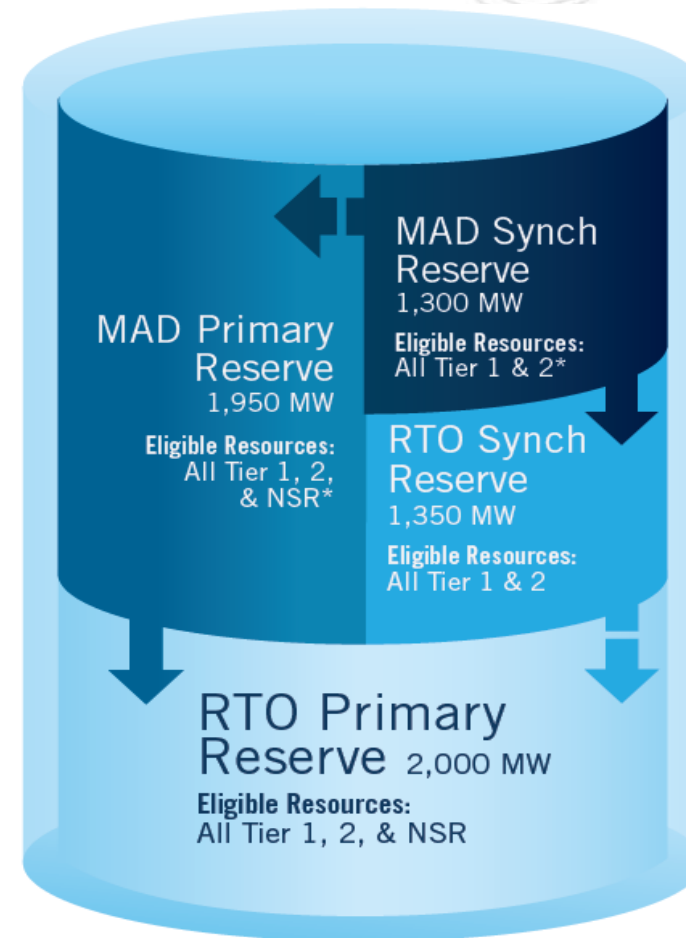 MAD Synch
Reserve
1,300 MW
Eligible Resources:
All Tier 1 & 2*
MAD Primary
Reserve
1,950 MW
Eligible Resources:
All Tier 1, 2,
& NSR*
RTO Synch
Reserve
1,350 MW
Eligible Resources:
All Tier 1 & 2
RTO Primary
Reserve 2,000 MW
Eligible Resources:
All Tier 1, 2, & NSR